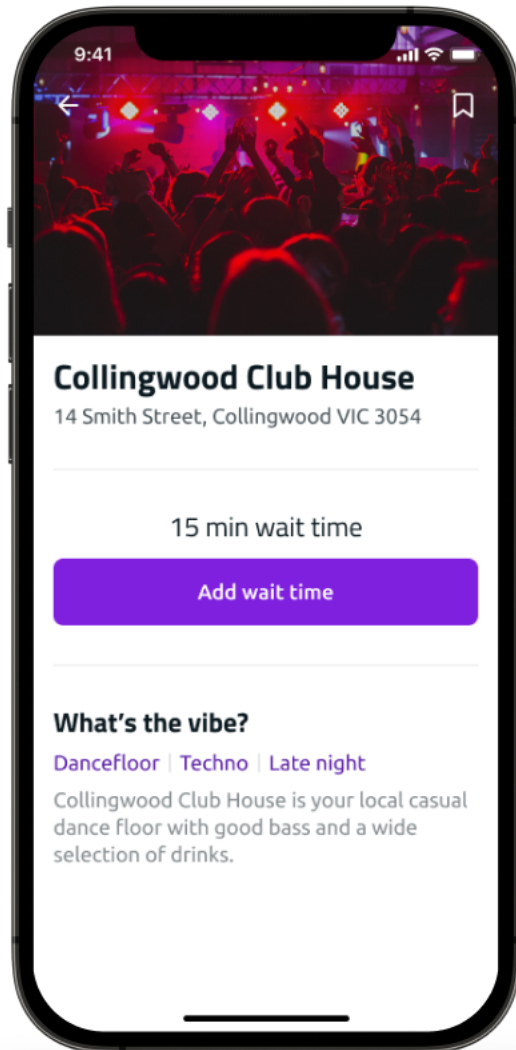 9:41
Collingwood Club House
14 Smith Street, Collingwood VIC 3054
15 min wait time
Add wait time
What's the vibe?
Dancefloor | Techno | Late night
Collingwood Club House is your local casual
dance floor with good bass and a wide
selection of drinks.